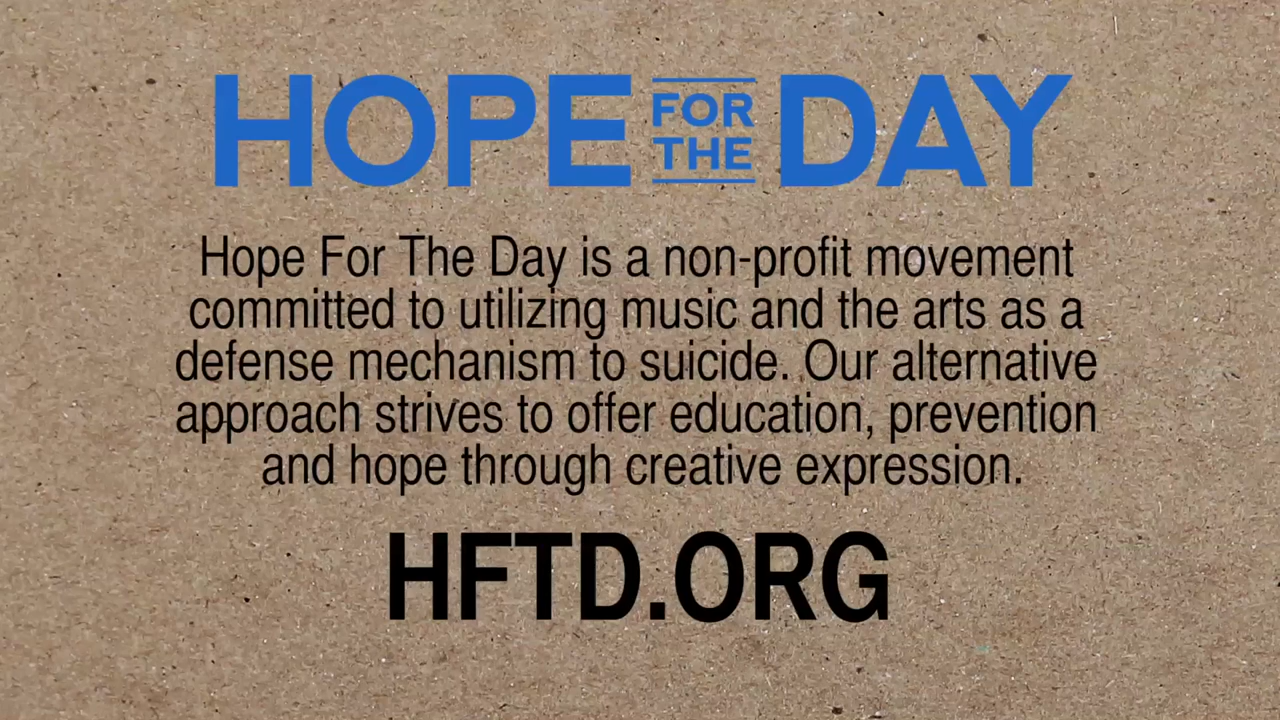 HOPE FOR THE DAY
Hope For The Day is a non-profit movement
committed to utilizing music and the arts as a
defense mechanism to suicide. Our alternative
approach strives to offer education, prevention
and hope through creative expression.
HFTD.ORG